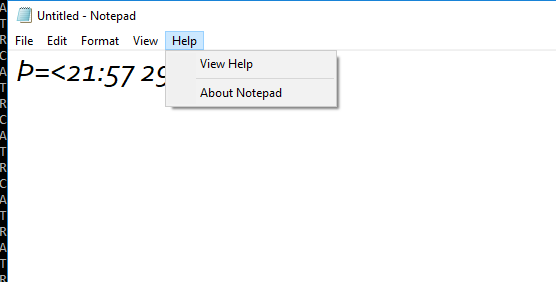 Untitled - Notepad
File Edit Format View Help
Þ=<21:57 29
View Help
About Notepad
A
T
R
C
A
T
R
C
A
T
R
C
A
T
R
C
A
T
R